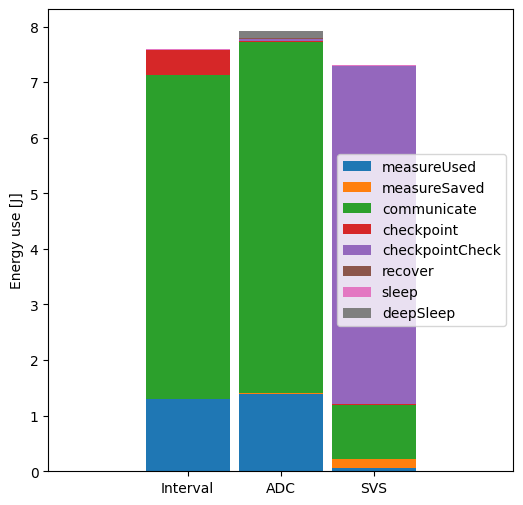 8
7
6
5
4
3
2
1
0
Energy use [J]
measureUsed
measureSaved
communicate
checkpoint
checkpointCheck
recover
sleep
deepSleep
Interval ADC SVS